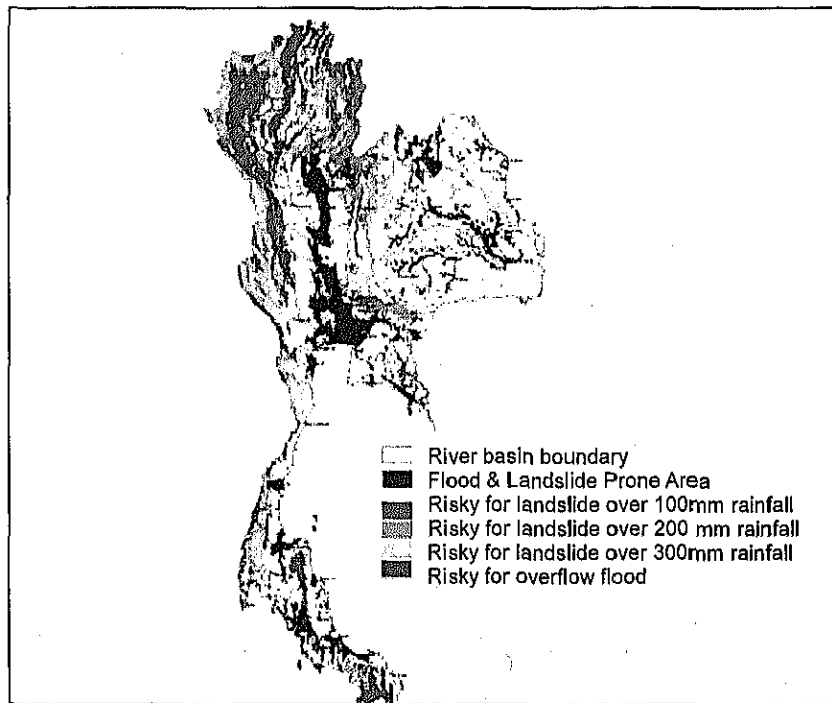 River basin boundary
Flood & Landslide Prone Area
Risky for landslide over 100mm rainfall
Risky for landslide over 200 mm rainfall
Risky for landslide over 300mm rainfall
Risky for overflow flood